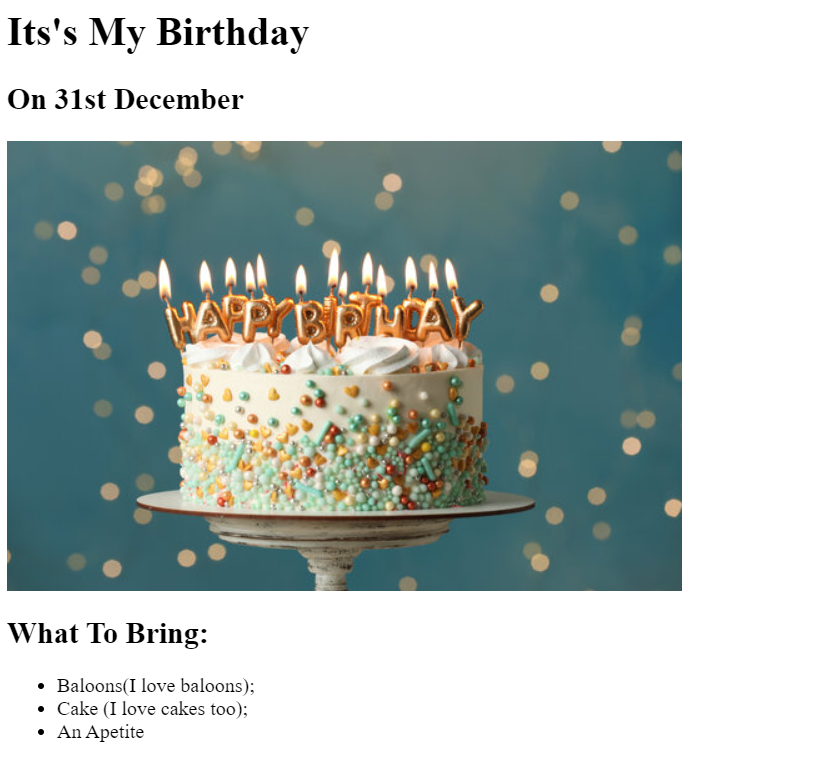 Its's My Birthday
On 31st December
HAPPY BIRTHDAY
What To Bring:
Baloons(I love baloons);
Cake (I love cakes too);
An Apetite